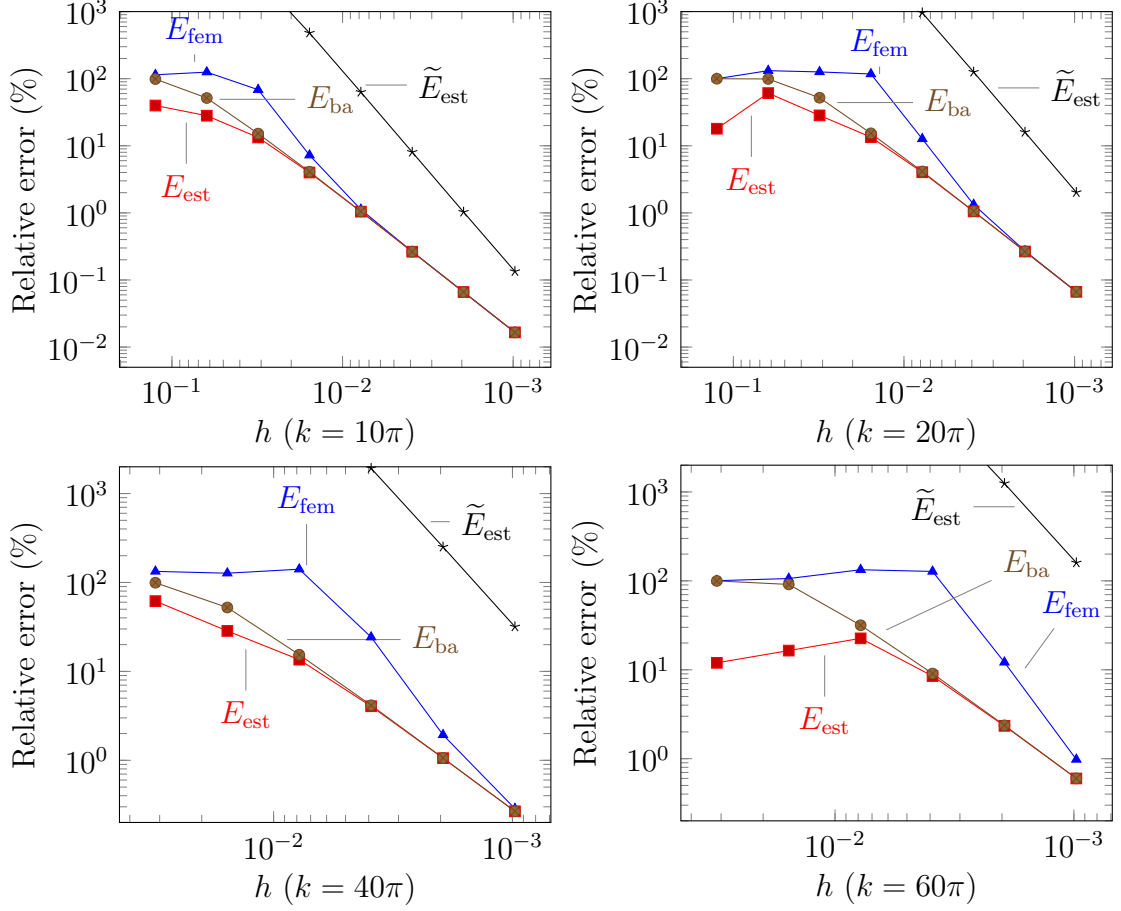 10³
10²
10¹
10⁰
10⁻¹
10⁻²
Relative error (%)
E_fem
E_ba
E_est
Ẽ_est
10⁻¹ 10⁻² 10⁻³
h (k = 10π)
10³
10²
10¹
10⁰
10⁻¹
10⁻²
Relative error (%)
E_fem
E_ba
E_est
Ẽ_est
10⁻¹ 10⁻² 10⁻³
h (k = 20π)
10³
10²
10¹
10⁰
Relative error (%)
E_fem
Ẽ_est
E_ba
E_est
10⁻² 10⁻³
h (k = 40π)
10³
10²
10¹
10⁰
Relative error (%)
Ẽ_est
E_ba
E_fem
E_est
10⁻² 10⁻³
h (k = 60π)